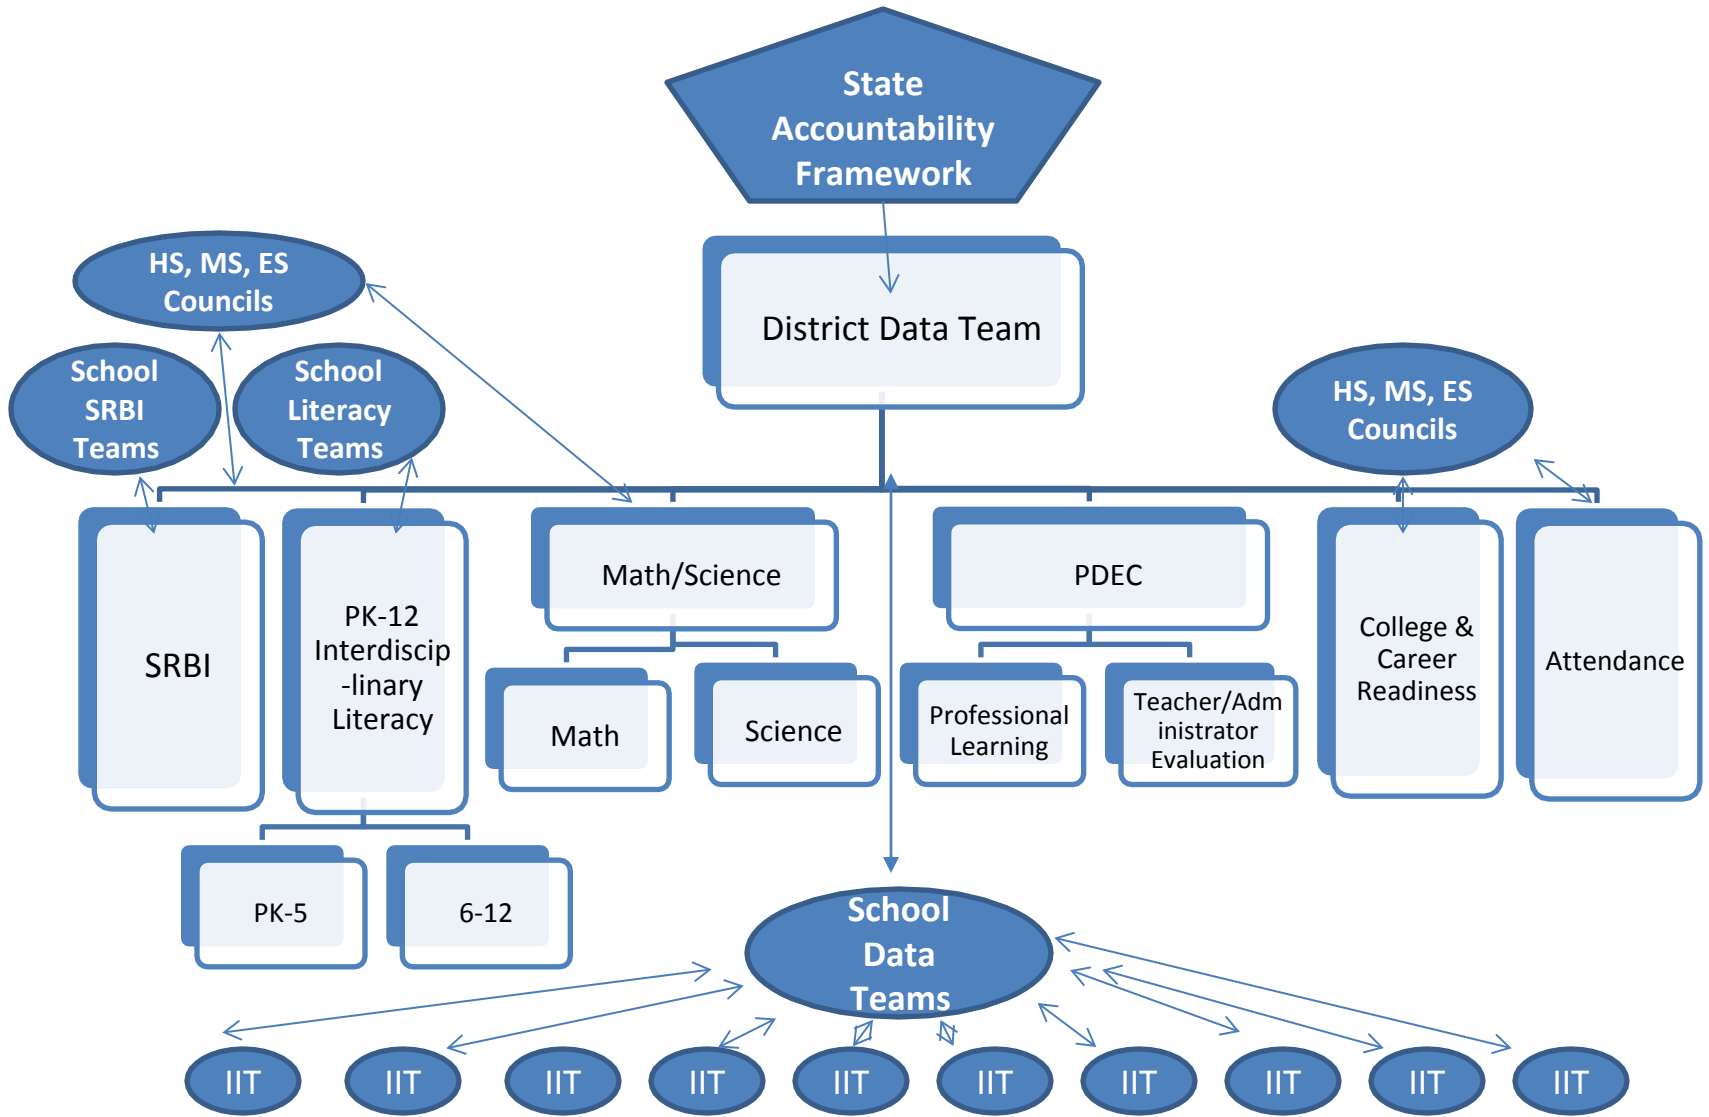 State
Accountability
Framework
HS, MS, ES
Councils
District Data Team
School
SRBI
Teams
School
Literacy
Teams
HS, MS, ES
Councils
SRBI
PK-12
Interdiscip
-linary
Literacy
Math/Science
PDEC
College &
Career
Readiness
Attendance
Math
Science
Professional
Learning
Teacher/Adm
inistrator
Evaluation
PK-5
6-12
School
Data
Teams
IIT
IIT
IIT
IIT
IIT
IIT
IIT
IIT
IIT
IIT